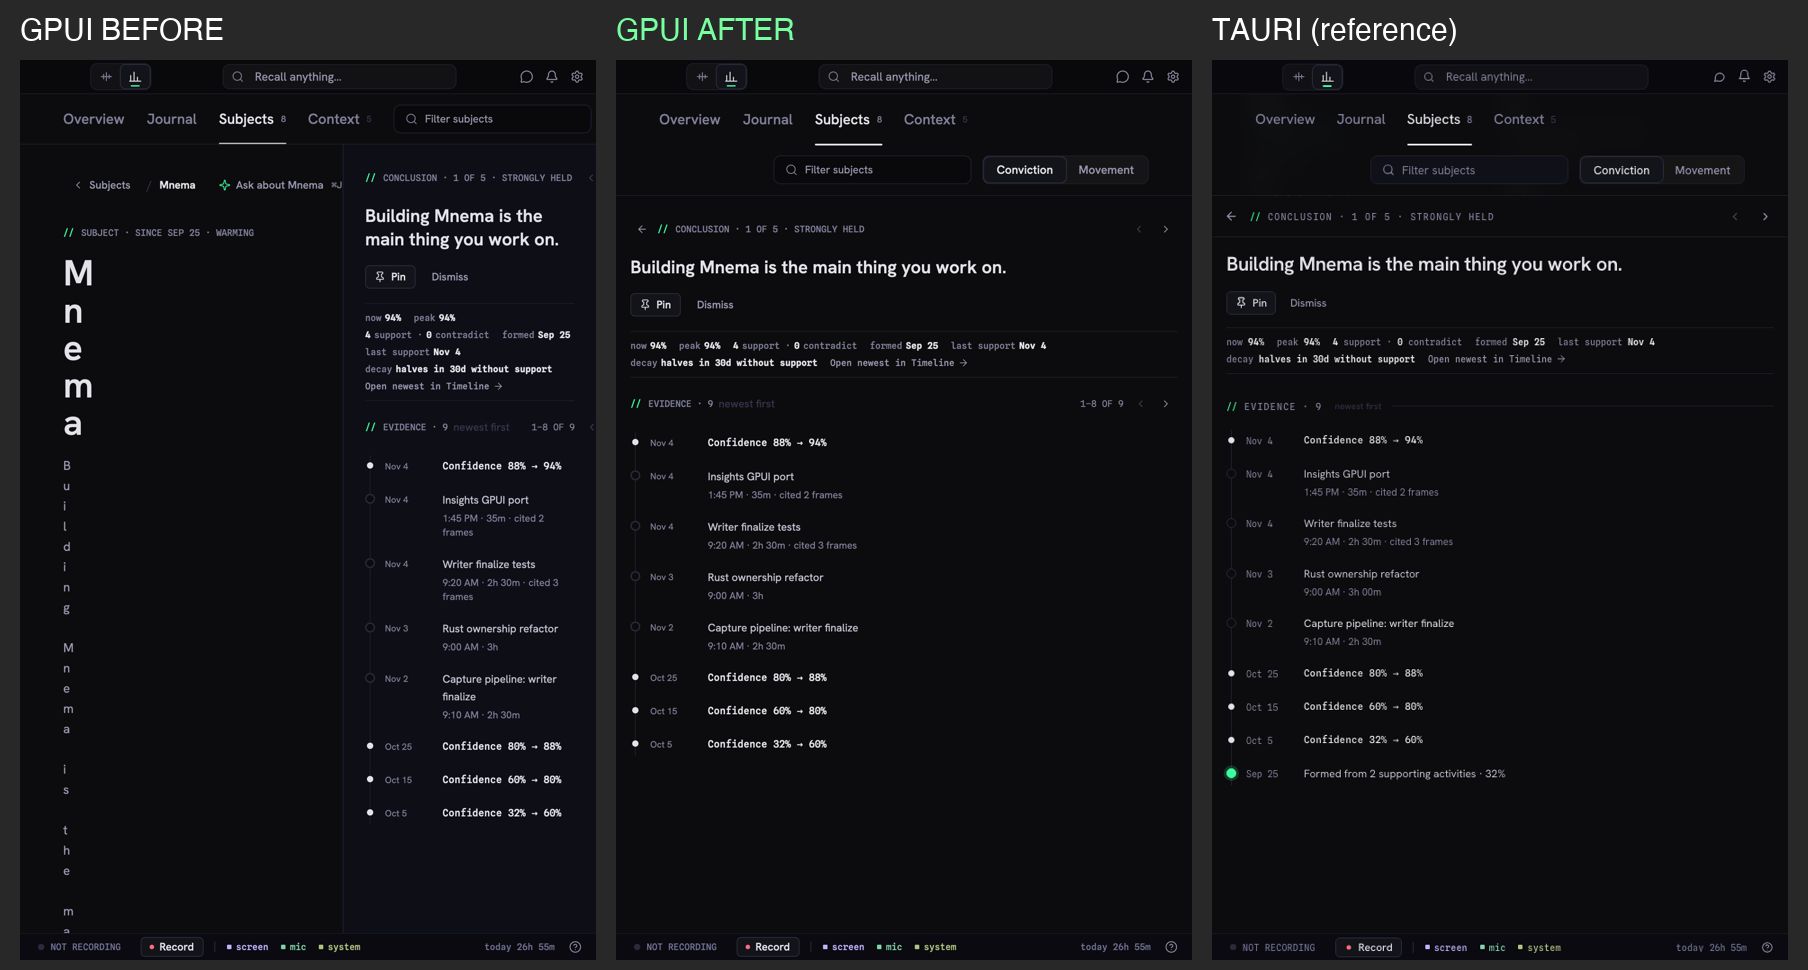 GPUI BEFORE
Recall anything...
Overview Journal Subjects 8 Context 5 Filter subjects
Subjects / Mnema Ask about Mnema ⌘J
// SUBJECT · SINCE SEP 25 · WARMING
M
n
e
m
a
B
u
i
l
d
i
n
g
M
n
e
m
a
i
s
t
h
e
m
a
// CONCLUSION · 1 OF 5 · STRONGLY HELD
Building Mnema is the
main thing you work on.
Pin Dismiss
now 94% peak 94%
4 support · 0 contradict formed Sep 25
last support Nov 4
decay halves in 30d without support
Open newest in Timeline →
// EVIDENCE · 9 newest first 1–8 OF 9
Nov 4 Confidence 88% → 94%
Nov 4 Insights GPUI port
1:45 PM · 35m · cited 2
frames
Nov 4 Writer finalize tests
9:20 AM · 2h 30m · cited 3
frames
Nov 3 Rust ownership refactor
9:00 AM · 3h
Nov 2 Capture pipeline: writer
finalize
9:10 AM · 2h 30m
Oct 25 Confidence 80% → 88%
Oct 15 Confidence 60% → 80%
Oct 5 Confidence 32% → 60%
NOT RECORDING Record screen mic system today 26h 55m
GPUI AFTER
Recall anything...
Overview Journal Subjects 8 Context 5
Filter subjects Conviction Movement
← // CONCLUSION · 1 OF 5 · STRONGLY HELD
Building Mnema is the main thing you work on.
Pin Dismiss
now 94% peak 94% 4 support · 0 contradict formed Sep 25 last support Nov 4
decay halves in 30d without support Open newest in Timeline →
// EVIDENCE · 9 newest first 1–8 OF 9
Nov 4 Confidence 88% → 94%
Nov 4 Insights GPUI port
1:45 PM · 35m · cited 2 frames
Nov 4 Writer finalize tests
9:20 AM · 2h 30m · cited 3 frames
Nov 3 Rust ownership refactor
9:00 AM · 3h
Nov 2 Capture pipeline: writer finalize
9:10 AM · 2h 30m
Oct 25 Confidence 80% → 88%
Oct 15 Confidence 60% → 80%
Oct 5 Confidence 32% → 60%
NOT RECORDING Record screen mic system today 26h 55m
TAURI (reference)
Recall anything...
Overview Journal Subjects 8 Context 5
Filter subjects Conviction Movement
← // CONCLUSION · 1 OF 5 · STRONGLY HELD
Building Mnema is the main thing you work on.
Pin Dismiss
now 94% peak 94% 4 support · 0 contradict formed Sep 25 last support Nov 4
decay halves in 30d without support Open newest in Timeline →
// EVIDENCE · 9 newest first
Nov 4 Confidence 88% → 94%
Nov 4 Insights GPUI port
1:45 PM · 35m · cited 2 frames
Nov 4 Writer finalize tests
9:20 AM · 2h 30m · cited 3 frames
Nov 3 Rust ownership refactor
9:00 AM · 3h 00m
Nov 2 Capture pipeline: writer finalize
9:10 AM · 2h 30m
Oct 25 Confidence 80% → 88%
Oct 15 Confidence 60% → 80%
Oct 5 Confidence 32% → 60%
Sep 25 Formed from 2 supporting activities · 32%
NOT RECORDING Record screen mic system today 26h 55m